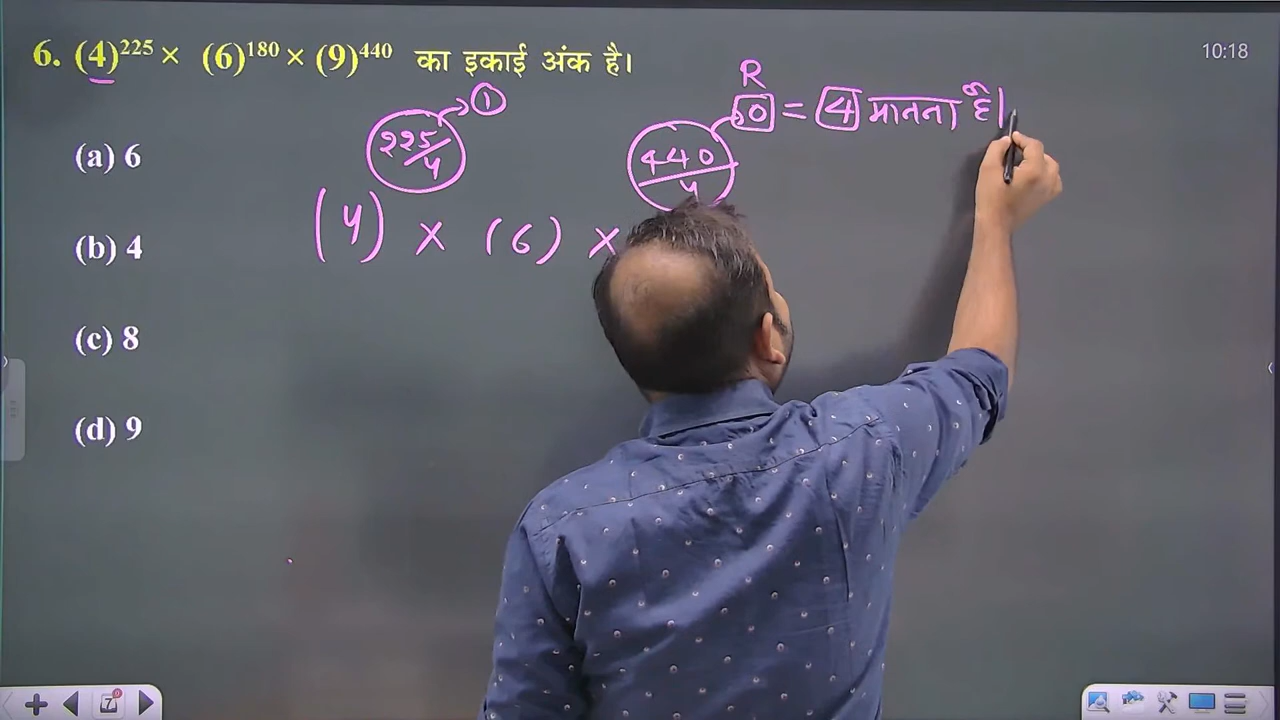 6. (4)²²⁵ × (6)¹⁸⁰ × (9)⁴⁴⁰ का इकाई अंक है।
10:18
(a) 6
(b) 4
(c) 8
(d) 9
R
225/4 → 1
440/4 → 0 = 4 मानना है।
(4) × (6) ×
7